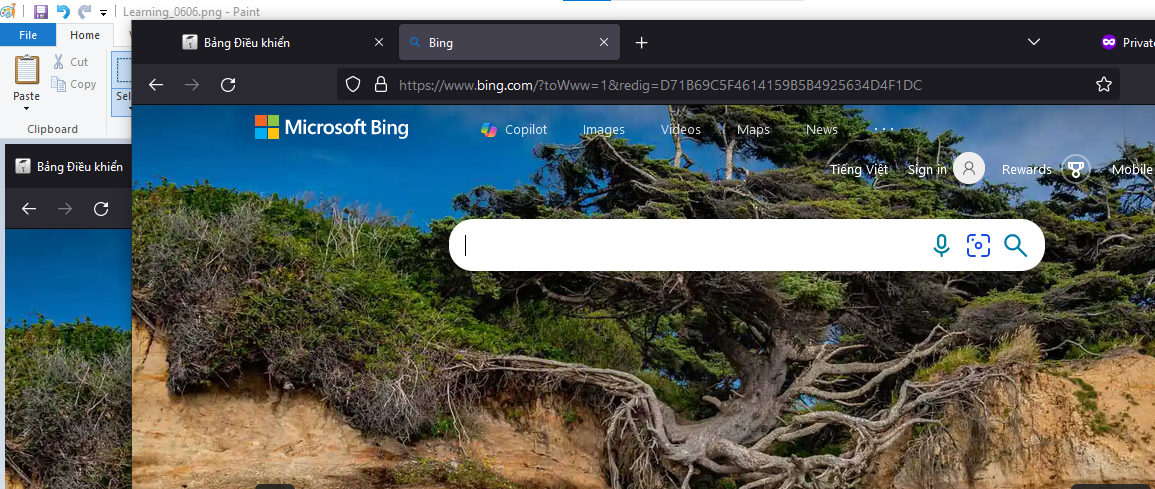 Learning_0606.png - Paint
File Home
Paste
Cut
Copy
Clipboard
Bảng Điều khiển
Bảng Điều khiển Bing Private
https://www.bing.com/?toWww=1&redig=D71B69C5F4614159B5B4925634D4F1DC
Microsoft Bing Copilot Images Videos Maps News
Tiếng Việt Sign in Rewards Mobile